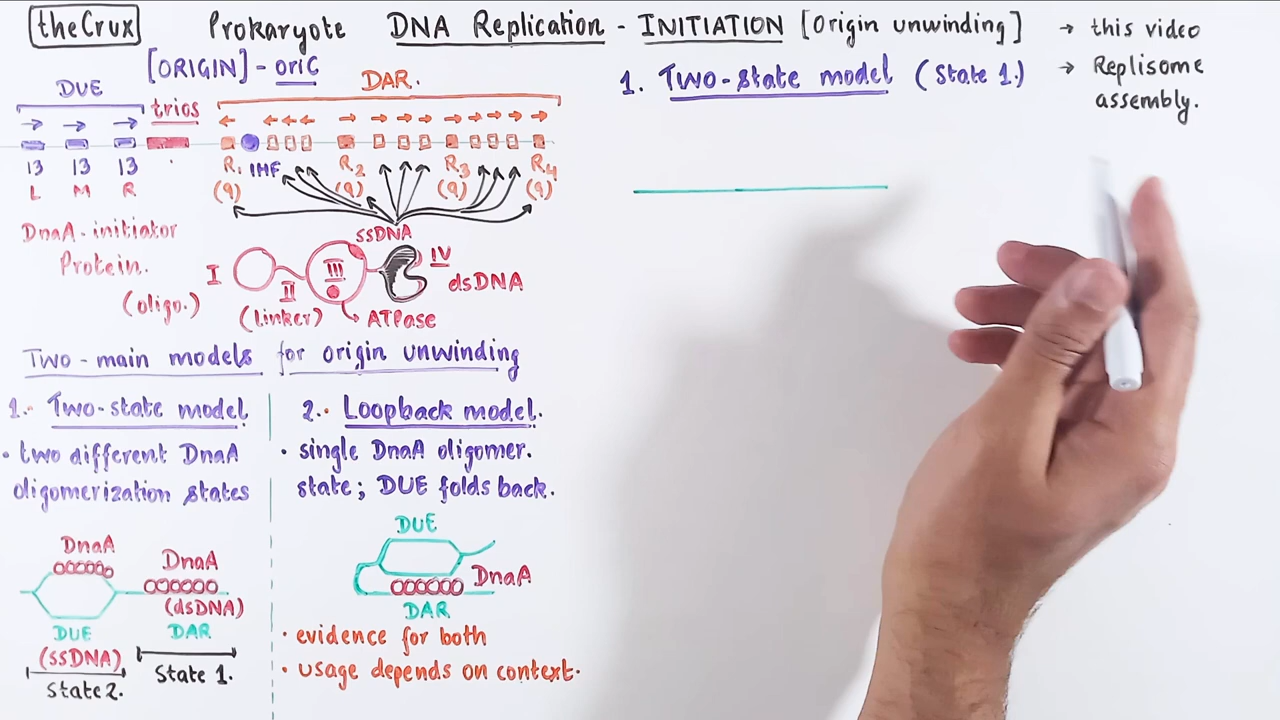 theCrux
Prokaryote DNA Replication - INITIATION [Origin unwinding]
→ this video
→ Replisome
assembly.
[ORIGIN] - oriC
DUE
trios
DAR.
13 13 13
L M R
R1 IHF R2 R3 R4
(9) (9) (9) (9)
DnaA - initiator
Protein.
(oligo.)
ssDNA
I II III IV
dsDNA
(linker)
ATPase
Two - main models for origin unwinding
1. Two-state model
• two different DnaA
oligomerization states
DnaA
DnaA
(dsDNA)
DUE
DAR
(ssDNA)
State 1.
State 2.
2. Loopback model.
• single DnaA oligomer.
state; DUE folds back.
DUE
DnaA
DAR
• evidence for both
• usage depends on context.
1. Two-state model (State 1.)